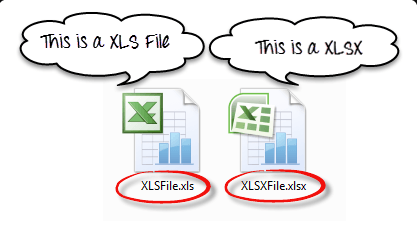 This is a XLS File
This is a XLSX
XLSFile.xls
XLSXFile.xlsx